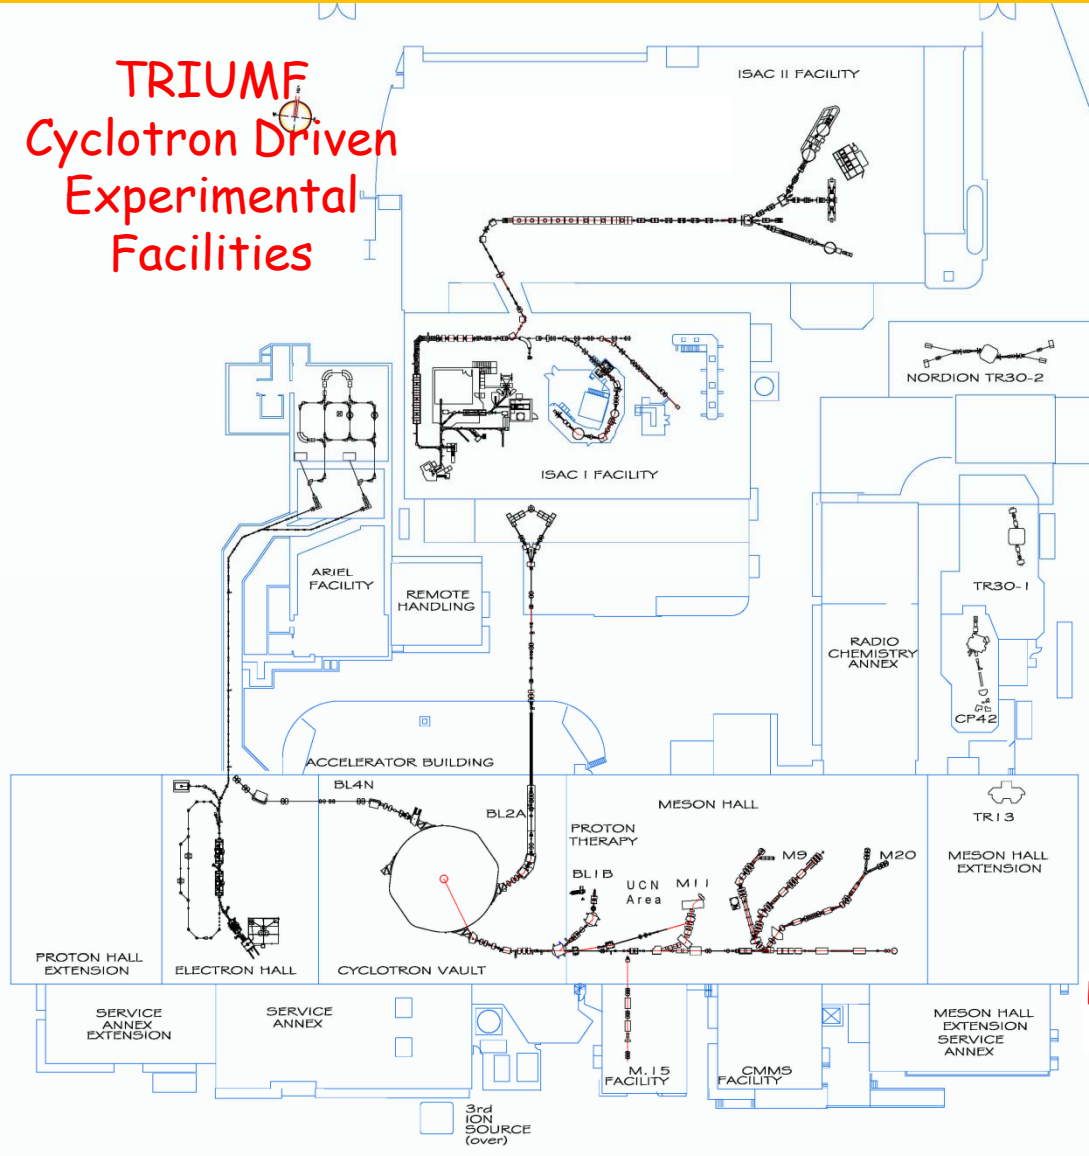 TRIUMF
Cyclotron Driven
Experimental
Facilities
ISAC II FACILITY
NORDION TR30-2
ISAC I FACILITY
ARIEL
FACILITY
REMOTE
HANDLING
TR30-1
RADIO
CHEMISTRY
ANNEX
CP42
ACCELERATOR BUILDING
BL4N
BL2A
MESON HALL
TR13
PROTON
THERAPY
M9
M20
MESON HALL
EXTENSION
BL1B
UCN
Area
M11
PROTON HALL
EXTENSION
ELECTRON HALL
CYCLOTRON VAULT
SERVICE
ANNEX
EXTENSION
SERVICE
ANNEX
MESON HALL
EXTENSION
SERVICE
ANNEX
M.15
FACILITY
CMMS
FACILITY
3rd
ION
SOURCE
(over)